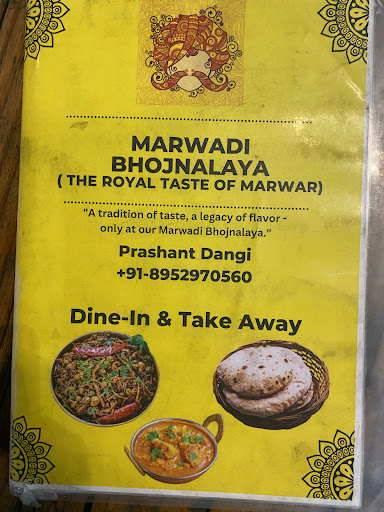 MARWADI
BHOJNALAYA
( THE ROYAL TASTE OF MARWAR)
"A tradition of taste, a legacy of flavor -
only at our Marwadi Bhojnalaya."
Prashant Dangi
+91-8952970560
Dine-In & Take Away